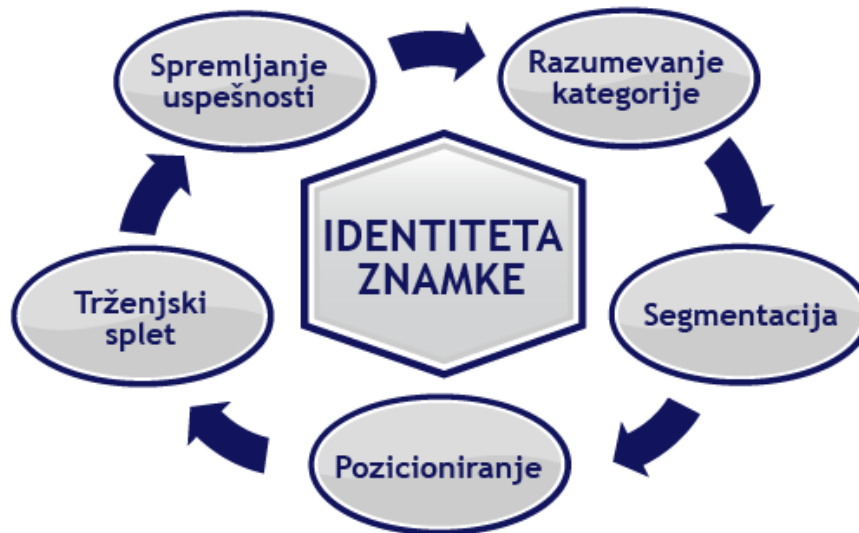 Spremljanje
uspešnosti
Razumevanje
kategorije
IDENTITETA
ZNAMKE
Trženjski
splet
Segmentacija
Pozicioniranje